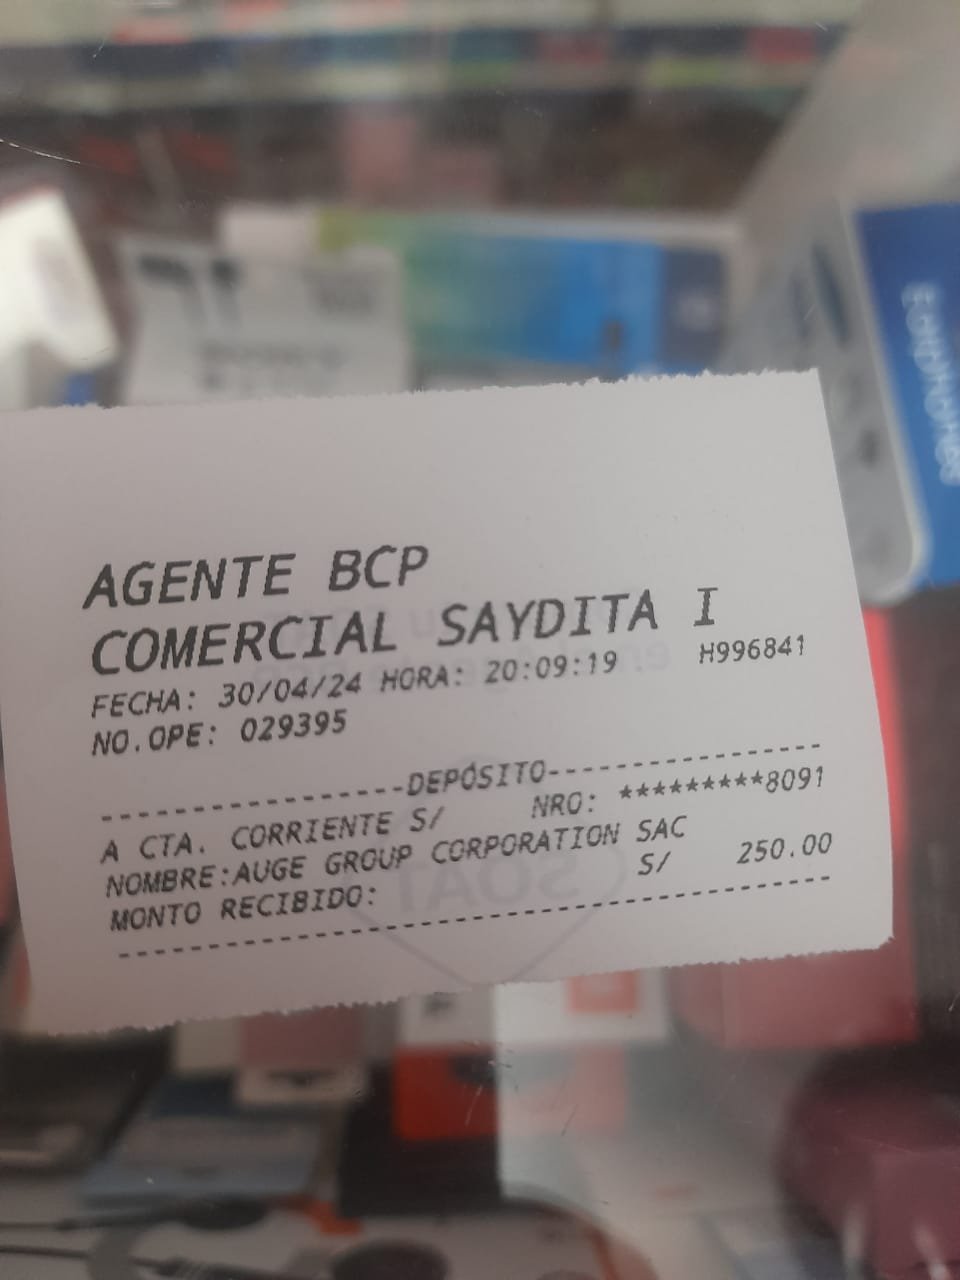 AGENTE BCP
COMERCIAL SAYDITA I
FECHA: 30/04/24 HORA: 20:09:19 H996841
NO.OPE: 029395
----------------DEPÓSITO----------------
A CTA. CORRIENTE S/ NRO: *********8091
NOMBRE:AUGE GROUP CORPORATION SAC
MONTO RECIBIDO: S/ 250.00
----------------------------------------
SOAT
Earphones